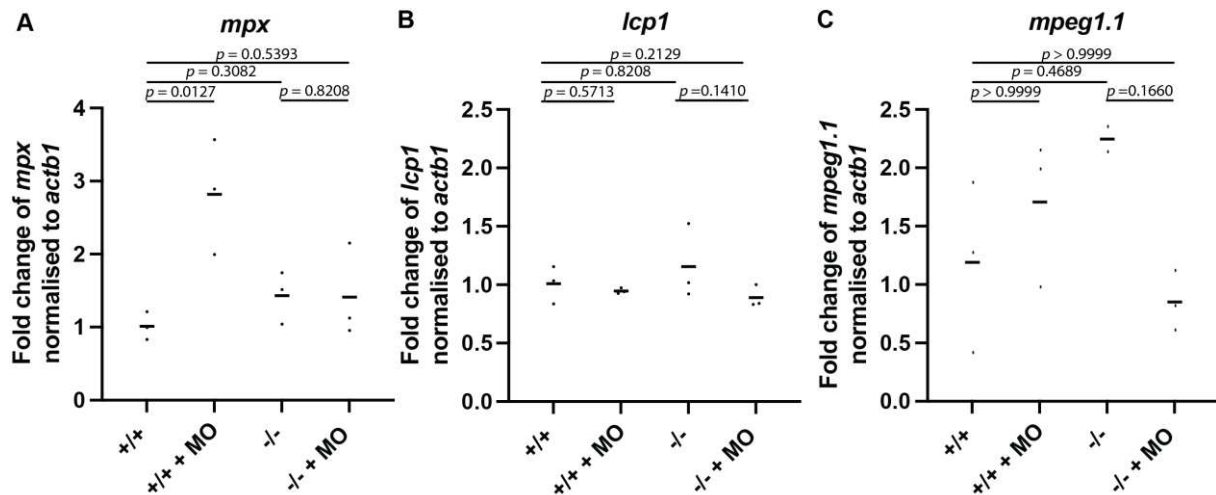 A
mpx
p = 0.0.5393
p = 0.3082
p = 0.0127
p = 0.8208
Fold change of mpx
normalised to actb1
4
3
2
1
0
+/+
+/+ + MO
-/-
-/- + MO
B
lcp1
p = 0.2129
p = 0.8208
p = 0.5713
p =0.1410
Fold change of lcp1
normalised to actb1
2.5
2.0
1.5
1.0
0.5
0.0
+/+
+/+ + MO
-/-
-/- + MO
C
mpeg1.1
p > 0.9999
p = 0.4689
p > 0.9999
p =0.1660
Fold change of mpeg1.1
normalised to actb1
2.5
2.0
1.5
1.0
0.5
0.0
+/+
+/+ + MO
-/-
-/- + MO